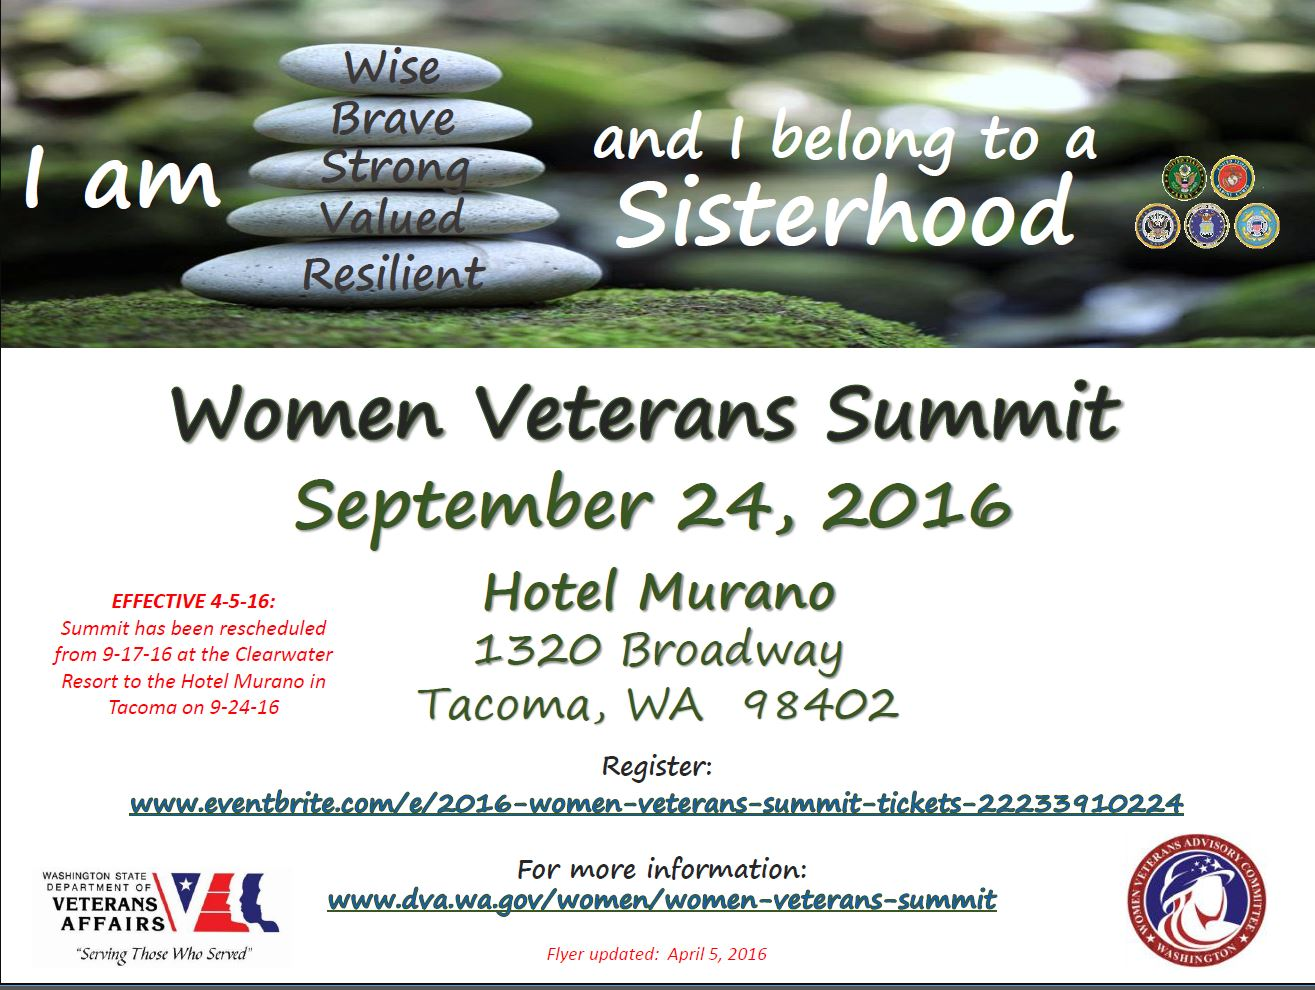 I am
Wise
Brave
Strong
Valued
Resilient
and I belong to a
Sisterhood
Women Veterans Summit
September 24, 2016
Hotel Murano
1320 Broadway
Tacoma, WA 98402
EFFECTIVE 4-5-16:
Summit has been rescheduled
from 9-17-16 at the Clearwater
Resort to the Hotel Murano in
Tacoma on 9-24-16
Register:
www.eventbrite.com/e/2016-women-veterans-summit-tickets-22233910224
For more information:
www.dva.wa.gov/women/women-veterans-summit
WASHINGTON STATE
DEPARTMENT OF
VETERANS
AFFAIRS
"Serving Those Who Served"
Flyer updated: April 5, 2016
WOMEN VETERANS ADVISORY COMMITTEE
WASHINGTON